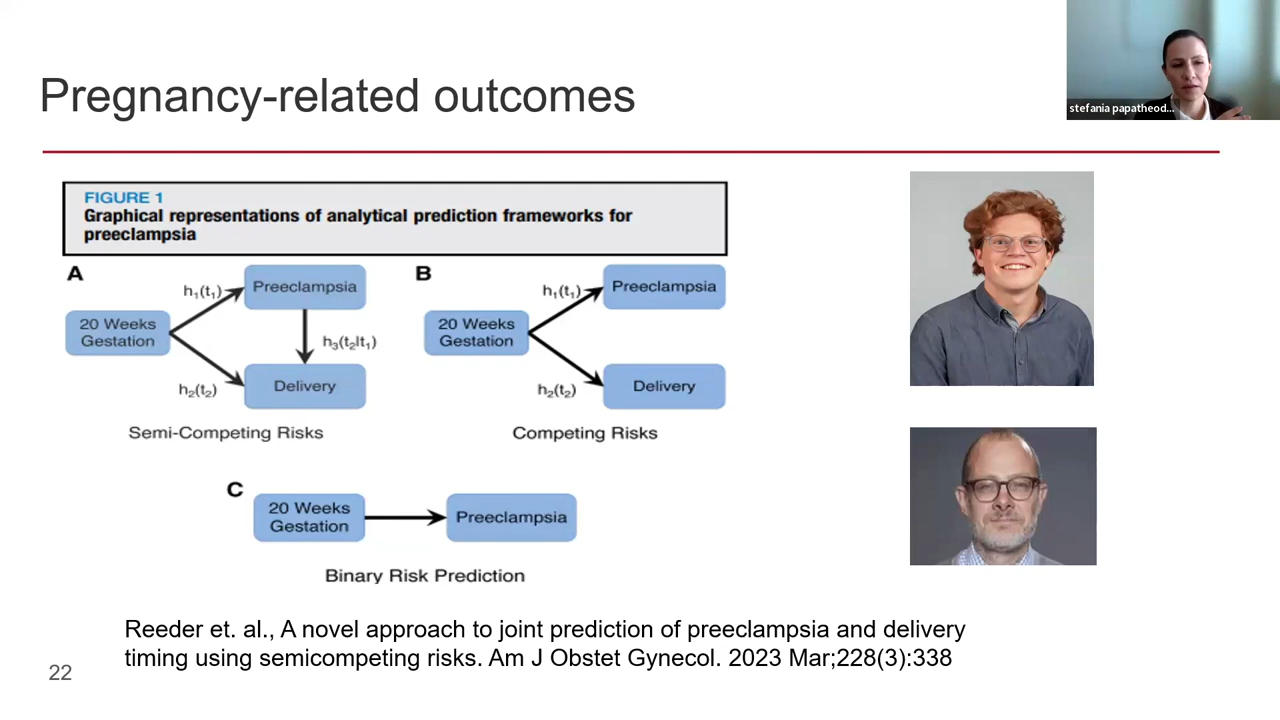 Pregnancy-related outcomes
stefania papatheod...
FIGURE 1
Graphical representations of analytical prediction frameworks for
preeclampsia
A
h₁(t₁)
Preeclampsia
20 Weeks
Gestation
h₃(t₂|t₁)
h₂(t₂)
Delivery
Semi-Competing Risks
B
h₁(t₁)
Preeclampsia
20 Weeks
Gestation
h₂(t₂)
Delivery
Competing Risks
C
20 Weeks
Gestation
Preeclampsia
Binary Risk Prediction
Reeder et. al., A novel approach to joint prediction of preeclampsia and delivery
timing using semicompeting risks. Am J Obstet Gynecol. 2023 Mar;228(3):338
22